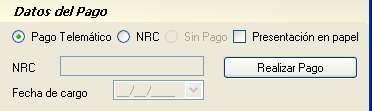 Datos del Pago
Pago Telemático NRC Sin Pago Presentación en papel
NRC Realizar Pago
Fecha de cargo __/__/____